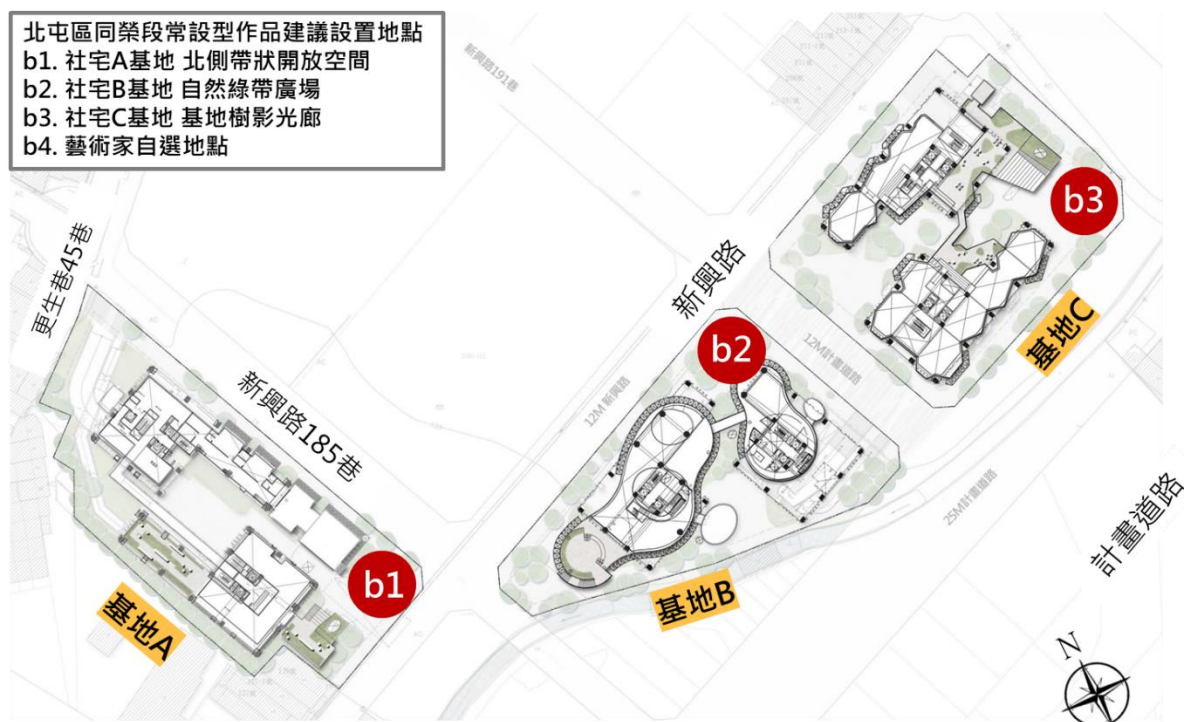 北屯區同榮段常設型作品建議設置地點
b1. 社宅A基地 北側帶狀開放空間
b2. 社宅B基地 自然綠帶廣場
b3. 社宅C基地 基地樹影光廊
b4. 藝術家自選地點
新興路191巷
b3
更生巷45巷
新興路
基地C
b2
12M計畫道路
新興路185巷
12M新興路
25M計畫道路
計畫道路
b1
基地B
基地A
N